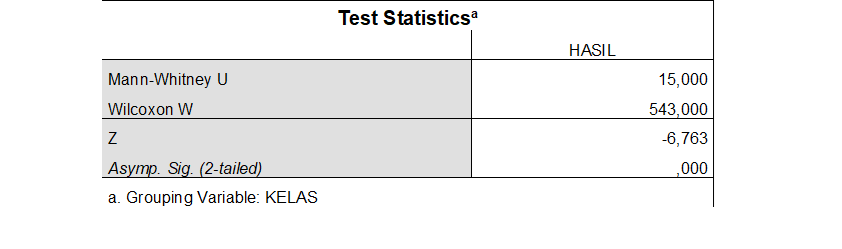 Test Statisticsa
HASIL
Mann-Whitney U 15,000
Wilcoxon W 543,000
Z -6,763
Asymp. Sig. (2-tailed) ,000
a. Grouping Variable: KELAS